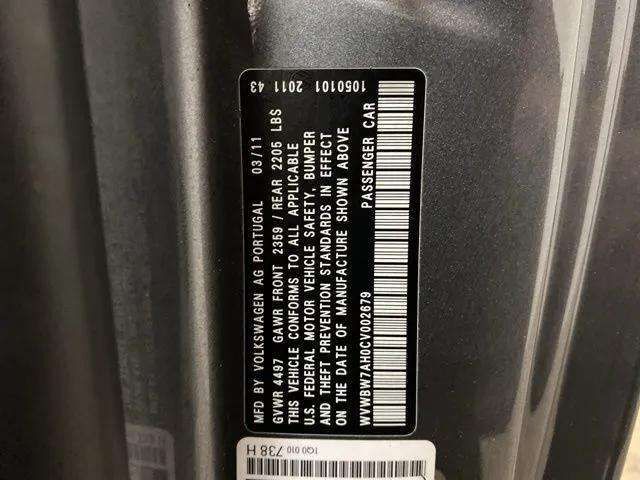 1050101 2011 43
MFD BY VOLKSWAGEN AG PORTUGAL 03/11
GVWR 4497 GAWR FRONT 2359 / REAR 2205 LBS
THIS VEHICLE CONFORMS TO ALL APPLICABLE
U.S. FEDERAL MOTOR VEHICLE SAFETY, BUMPER
AND THEFT PREVENTION STANDARDS IN EFFECT
ON THE DATE OF MANUFACTURE SHOWN ABOVE
PASSENGER CAR
WVWBW7AH0CV002679
1Q0 010 738 H